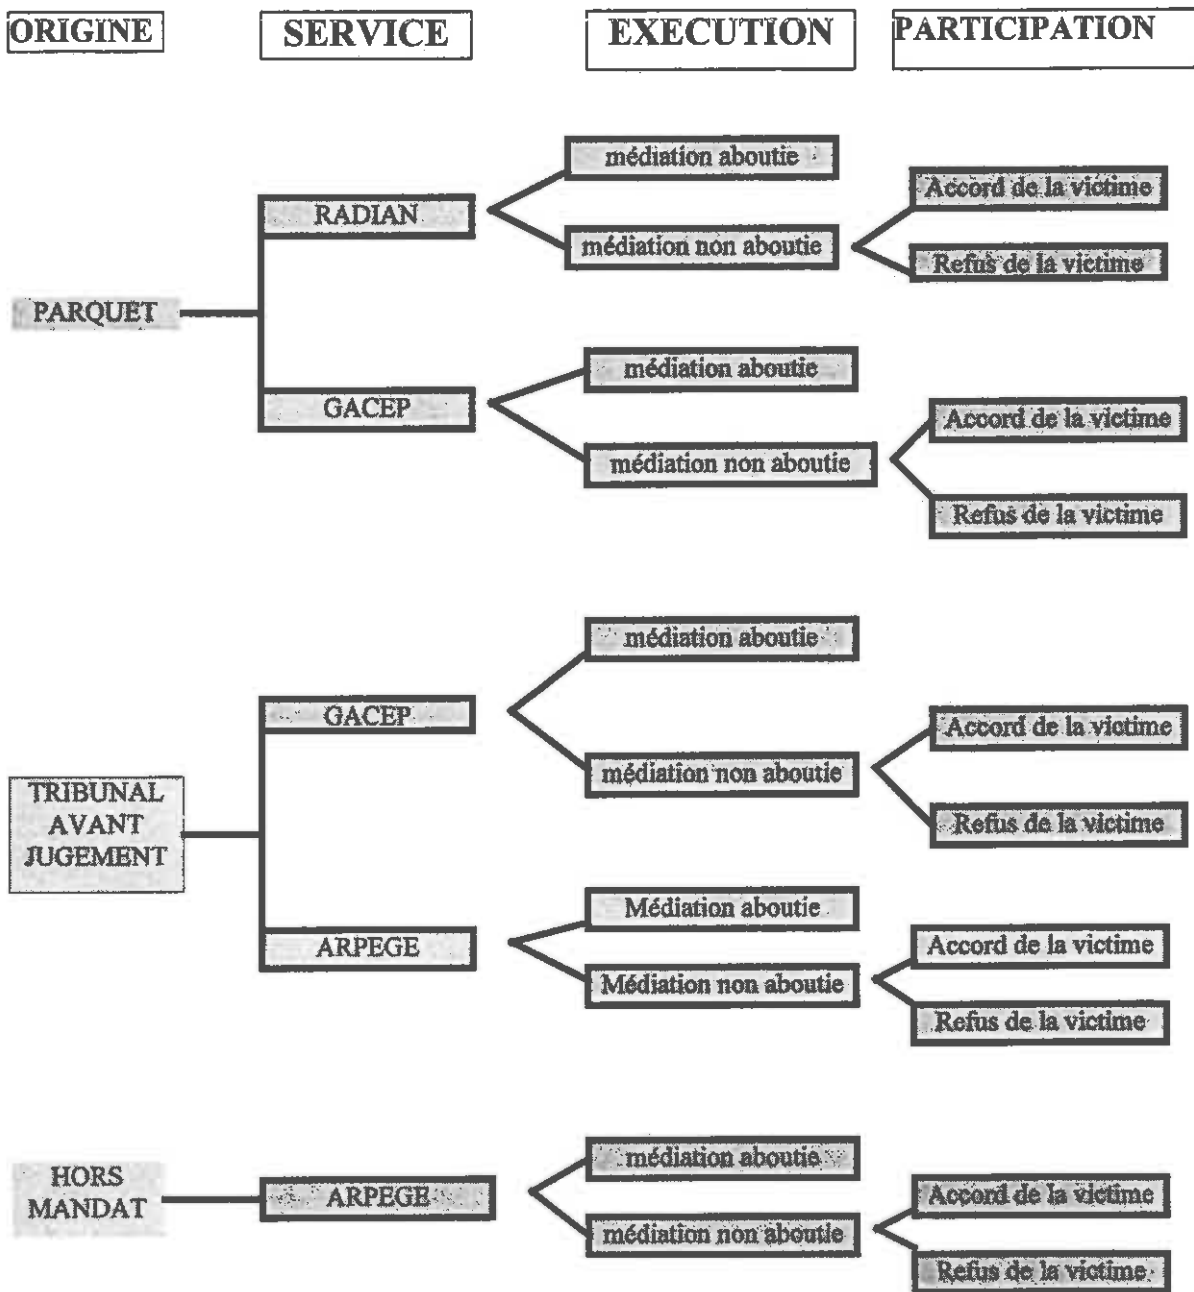 ORIGINE
SERVICE
EXECUTION
PARTICIPATION
médiation aboutie
Accord de la victime
RADIAN
médiation non aboutie
Refus de la victime
PARQUET
médiation aboutie
GACEP
Accord de la victime
médiation non aboutie
Refus de la victime
médiation aboutie
GACEP
Accord de la victime
médiation non aboutie
TRIBUNAL
AVANT
JUGEMENT
Refus de la victime
Médiation aboutie
ARPEGE
Accord de la victime
Médiation non aboutie
Refus de la victime
médiation aboutie
HORS
MANDAT
ARPEGE
Accord de la victime
médiation non aboutie
Refus de la victime